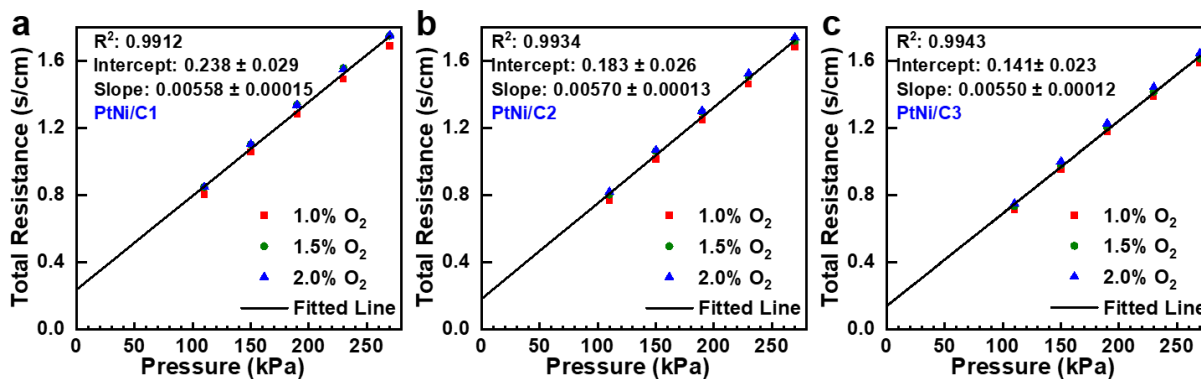 a
R²: 0.9912
Intercept: 0.238 ± 0.029
Slope: 0.00558 ± 0.00015
PtNi/C1
1.0% O₂
1.5% O₂
2.0% O₂
Fitted Line
Total Resistance (s/cm)
1.6
1.2
0.8
0.4
0.0
0 50 100 150 200 250
Pressure (kPa)
b
R²: 0.9934
Intercept: 0.183 ± 0.026
Slope: 0.00570 ± 0.00013
PtNi/C2
1.0% O₂
1.5% O₂
2.0% O₂
Fitted Line
Total Resistance (s/cm)
1.6
1.2
0.8
0.4
0.0
0 50 100 150 200 250
Pressure (kPa)
c
R²: 0.9943
Intercept: 0.141± 0.023
Slope: 0.00550 ± 0.00012
PtNi/C3
1.0% O₂
1.5% O₂
2.0% O₂
Fitted Line
Total Resistance (s/cm)
1.6
1.2
0.8
0.4
0.0
0 50 100 150 200 250
Pressure (kPa)